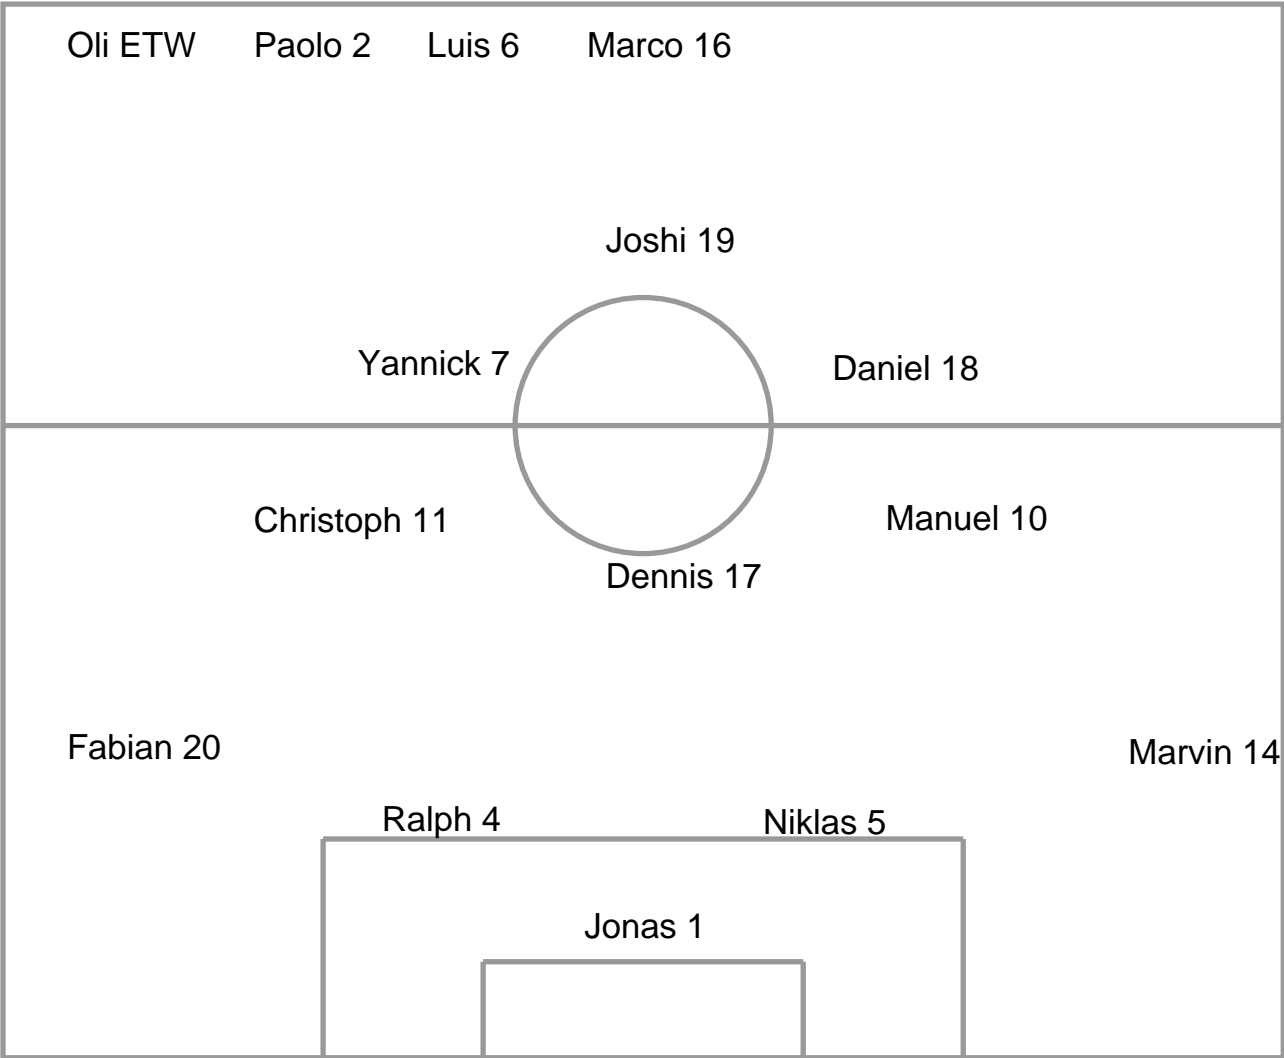 Oli ETW Paolo 2 Luis 6 Marco 16
Joshi 19
Yannick 7 Daniel 18
Christoph 11 Manuel 10
Dennis 17
Fabian 20 Marvin 14
Ralph 4 Niklas 5
Jonas 1